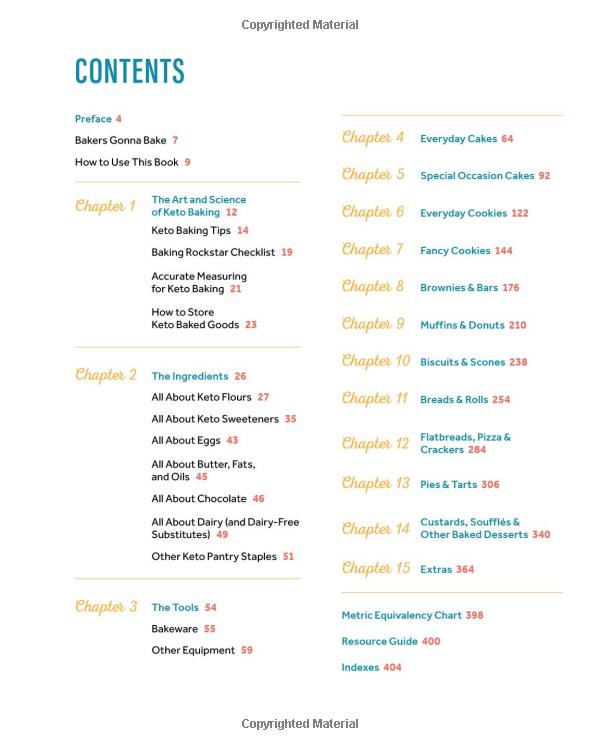 Copyrighted Material
CONTENTS
Preface 4
Bakers Gonna Bake 7
How to Use This Book 9
Chapter 1
The Art and Science
of Keto Baking 12
Keto Baking Tips 14
Baking Rockstar Checklist 19
Accurate Measuring
for Keto Baking 21
How to Store
Keto Baked Goods 23
Chapter 2
The Ingredients 26
All About Keto Flours 27
All About Keto Sweeteners 35
All About Eggs 43
All About Butter, Fats,
and Oils 45
All About Chocolate 46
All About Dairy (and Dairy-Free
Substitutes) 49
Other Keto Pantry Staples 51
Chapter 3
The Tools 54
Bakeware 55
Other Equipment 59
Chapter 4 Everyday Cakes 64
Chapter 5 Special Occasion Cakes 92
Chapter 6 Everyday Cookies 122
Chapter 7 Fancy Cookies 144
Chapter 8 Brownies & Bars 176
Chapter 9 Muffins & Donuts 210
Chapter 10 Biscuits & Scones 238
Chapter 11 Breads & Rolls 254
Chapter 12
Flatbreads, Pizza &
Crackers 284
Chapter 13 Pies & Tarts 306
Chapter 14
Custards, Soufflés &
Other Baked Desserts 340
Chapter 15 Extras 364
Metric Equivalency Chart 398
Resource Guide 400
Indexes 404
Copyrighted Material